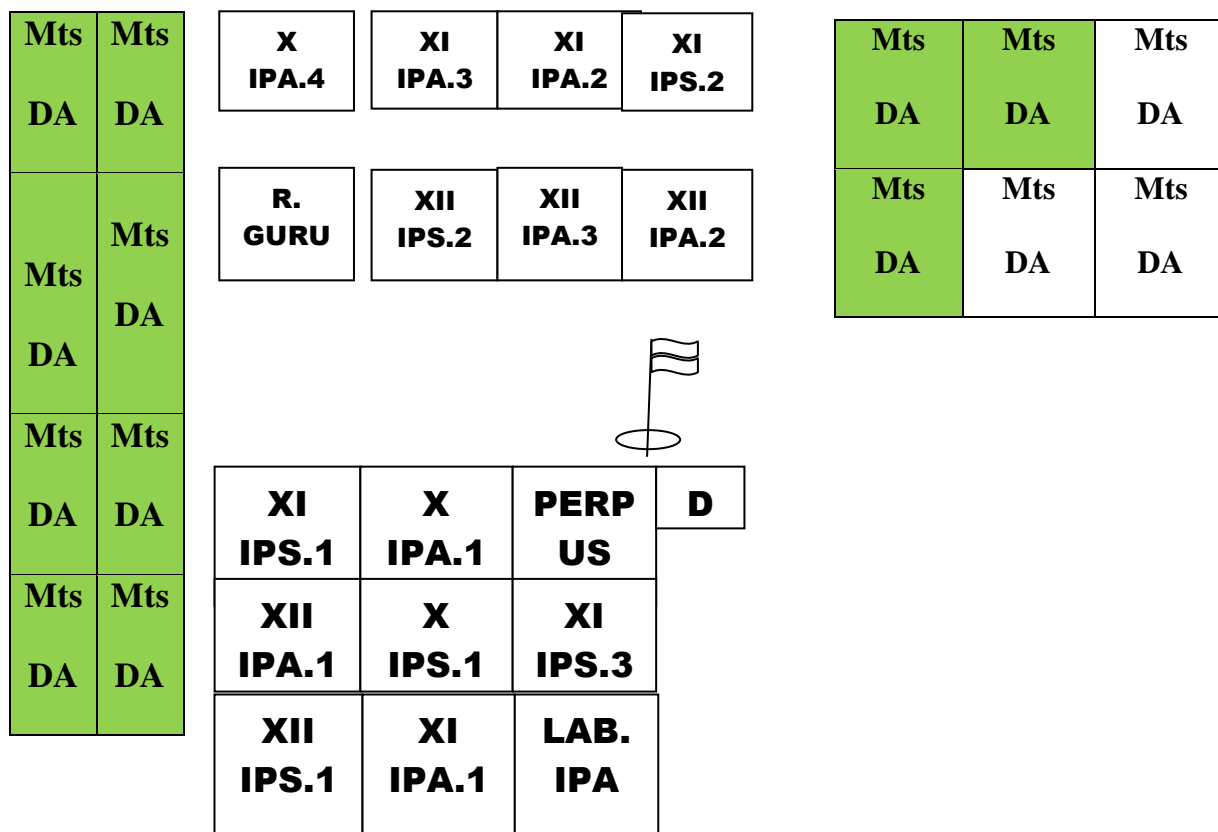 Mts Mts
DA DA
Mts
Mts
DA
DA
Mts Mts
DA DA
Mts Mts
DA DA
X
IPA.4
XI
IPA.3
XI
IPA.2
XI
IPS.2
R.
GURU
XII
IPS.2
XII
IPA.3
XII
IPA.2
Mts Mts Mts
DA DA DA
Mts Mts Mts
DA DA DA
XI
IPS.1
X
IPA.1
PERP
US
D
XII
IPA.1
X
IPS.1
XI
IPS.3
XII
IPS.1
XI
IPA.1
LAB.
IPA